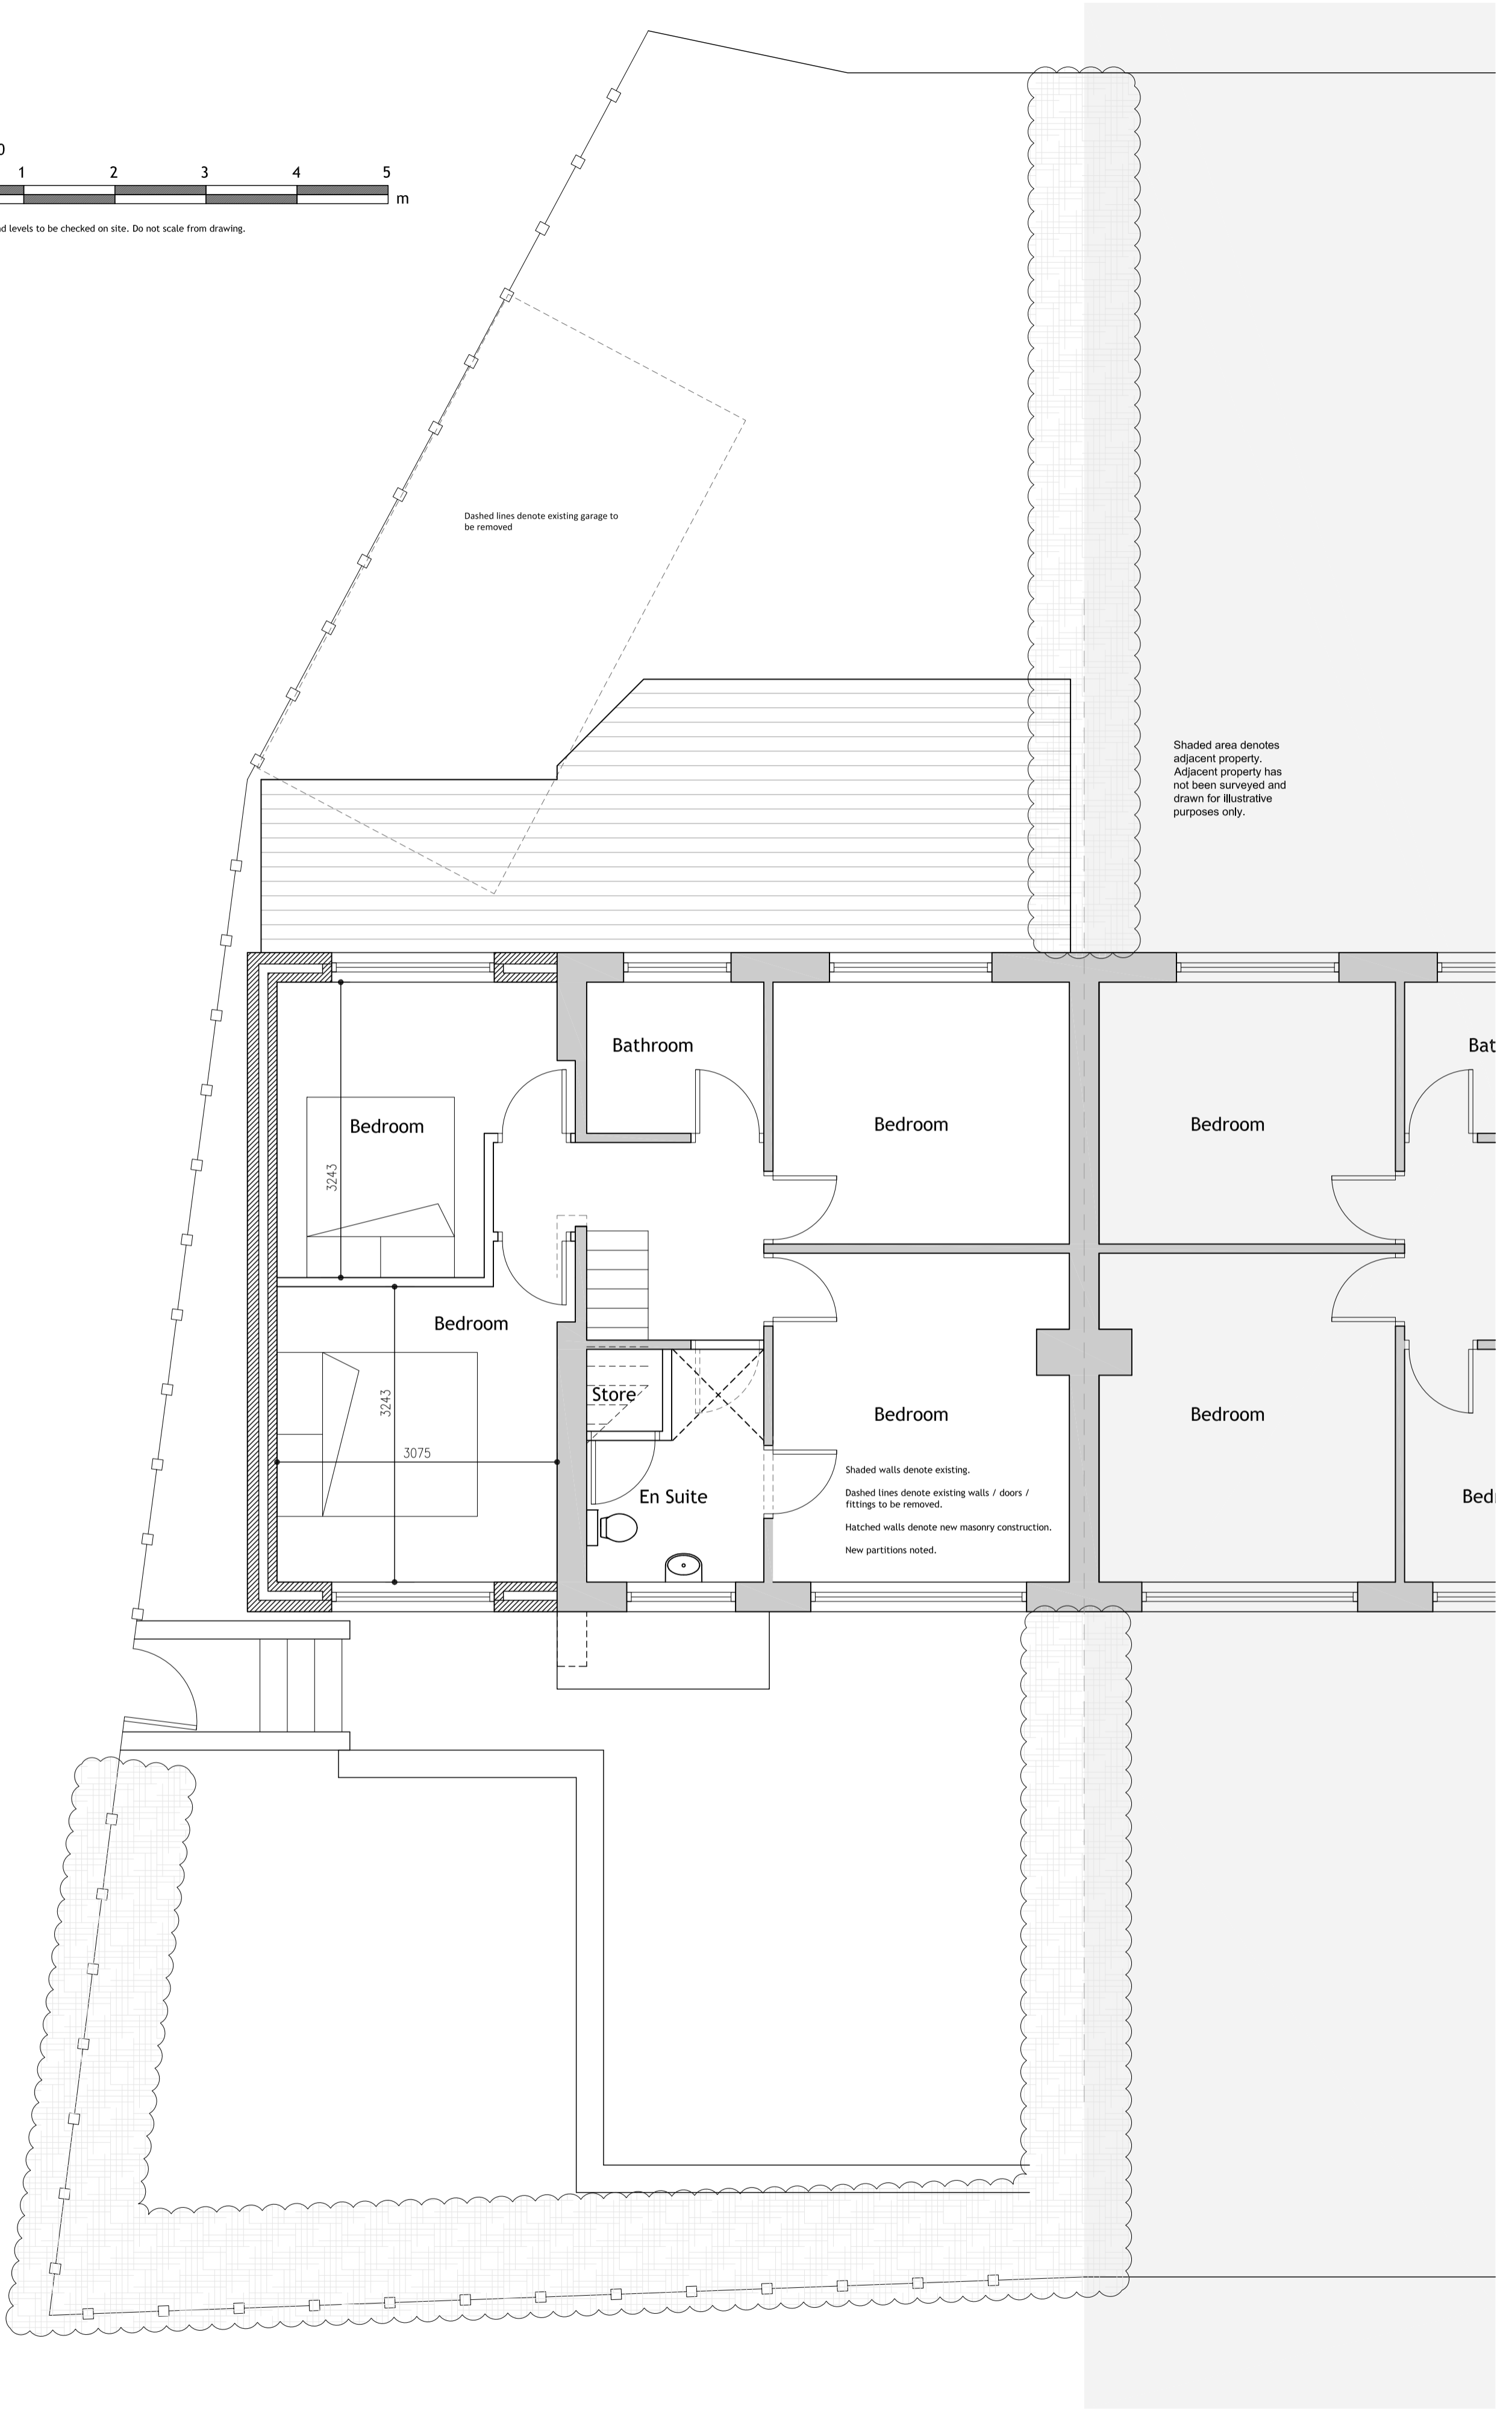 0
1 2 3 4 5
m
d levels to be checked on site. Do not scale from drawing.
Dashed lines denote existing garage to
be removed
Shaded area denotes
adjacent property.
Adjacent property has
not been surveyed and
drawn for illustrative
purposes only.
Bathroom
Bat
Bedroom
Bedroom
Bedroom
3243
Bedroom
Store
3243
Bedroom
Bedroom
3075
En Suite
Bed
Shaded walls denote existing.
Dashed lines denote existing walls / doors /
fittings to be removed.
Hatched walls denote new masonry construction.
New partitions noted.